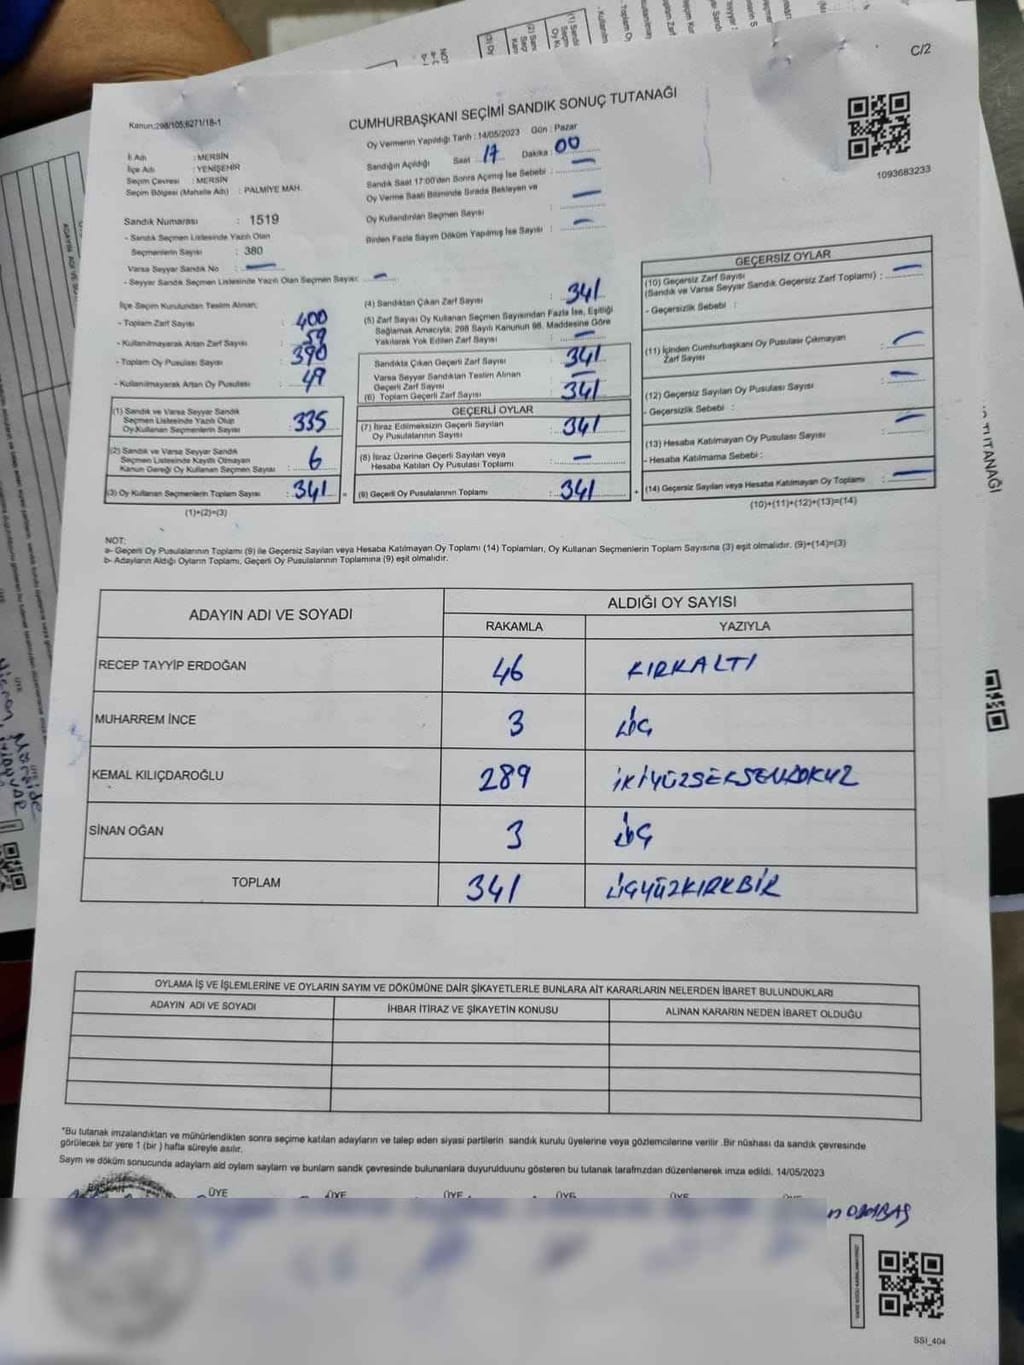 C/2
Kanun:298/105,6271/18-1
CUMHURBAŞKANI SEÇİMİ SANDIK SONUÇ TUTANAĞI
1093683233
İl Adı : MERSİN
İlçe Adı : YENİŞEHİR
Seçim Çevresi : MERSİN
Seçim Bölgesi (Mahalle Adı) : PALMİYE MAH.
Sandık Numarası : 1519
- Sandık Seçmen Listesinde Yazılı Olan
Seçmenlerin Sayısı : 380
Varsa Seyyar Sandık No : —
- Seyyar Sandık Seçmen Listesinde Yazılı Olan Seçmen Sayısı: —
Oy Vermenin Yapıldığı Tarih : 14/05/2023 Gün : Pazar
Sandığın Açıldığı Saat 17 Dakika : 00
Sandık Saat 17:00'den Sonra Açılmış İse Sebebi : —
Oy Verme Saati Bitiminde Sırada Bekleyen ve
Oy Kullandırılan Seçmen Sayısı : —
Birden Fazla Sayım Döküm Yapılmış İse Sayısı : —
İlçe Seçim Kurulundan Teslim Alınan;
- Toplam Zarf Sayısı : 400
- Kullanılmayarak Artan Zarf Sayısı : 59
- Toplam Oy Pusulası Sayısı : 390
- Kullanılmayarak Artan Oy Pusulası : 49
(1) Sandık ve Varsa Seyyar Sandık
Seçmen Listesinde Yazılı Olup
Oy Kullanan Seçmenlerin Sayısı : 335
(2) Sandık ve Varsa Seyyar Sandık
Seçmen Listesinde Kayıtlı Olmayan
Kanun Gereği Oy Kullanan Seçmen Sayısı : 6
(3) Oy Kullanan Seçmenlerin Toplam Sayısı : 341
(1)+(2)=(3)
(4) Sandıktan Çıkan Zarf Sayısı : 341
(5) Zarf Sayısı Oy Kullanan Seçmen Sayısından Fazla İse, Eşitliği
Sağlamak Amacıyla; 298 Sayılı Kanunun 98. Maddesine Göre
Yakılarak Yok Edilen Zarf Sayısı : —
Sandıkta Çıkan Geçerli Zarf Sayısı : 341
Varsa Seyyar Sandıktan Teslim Alınan
Geçerli Zarf Sayısı : —
(6) Toplam Geçerli Zarf Sayısı : 341
GEÇERLİ OYLAR
(7) İtiraz Edilmeksizin Geçerli Sayılan
Oy Pusulalarının Sayısı : 341
(8) İtiraz Üzerine Geçerli Sayılan veya
Hesaba Katılan Oy Pusulası Toplamı : —
(9) Geçerli Oy Pusulalarının Toplamı : 341
GEÇERSİZ OYLAR
(10) Geçersiz Zarf Sayısı
(Sandık ve Varsa Seyyar Sandık Geçersiz Zarf Toplamı) : —
- Geçersizlik Sebebi :
(11) İçinden Cumhurbaşkanı Oy Pusulası Çıkmayan
Zarf Sayısı : —
(12) Geçersiz Sayılan Oy Pusulası Sayısı : —
- Geçersizlik Sebebi :
(13) Hesaba Katılmayan Oy Pusulası Sayısı : —
- Hesaba Katılmama Sebebi :
(14) Geçersiz Sayılan veya Hesaba Katılmayan Oy Toplamı : —
(10)+(11)+(12)+(13)=(14)
NOT:
a- Geçerli Oy Pusulalarının Toplamı (9) ile Geçersiz Sayılan veya Hesaba Katılmayan Oy Toplamı (14) Toplamları, Oy Kullanan Seçmenlerin Toplam Sayısına (3) eşit olmalıdır. (9)+(14)=(3)
b- Adayların Aldığı Oyların Toplamı, Geçerli Oy Pusulalarının Toplamına (9) eşit olmalıdır.
ADAYIN ADI VE SOYADI ALDIĞI OY SAYISI
RAKAMLA YAZIYLA
RECEP TAYYİP ERDOĞAN 46 KIRKALTI
MUHARREM İNCE 3 ÜÇ
KEMAL KILIÇDAROĞLU 289 İKİYÜZSEKSENDOKUZ
SİNAN OĞAN 3 ÜÇ
TOPLAM 341 ÜÇYÜZKIRKBİR
OYLAMA İŞ VE İŞLEMLERİNE VE OYLARIN SAYIM VE DÖKÜMÜNE DAİR ŞİKAYETLERLE BUNLARA AİT KARARLARIN NELERDEN İBARET BULUNDUKLARI
ADAYIN ADI VE SOYADI İHBAR İTİRAZ VE ŞİKAYETİN KONUSU ALINAN KARARIN NEDEN İBARET OLDUĞU
*Bu tutanak imzalandıktan ve mühürlendikten sonra seçime katılan adayların ve talep eden siyasi partilerin sandık kurulu üyelerine veya gözlemcilerine verilir .Bir nüshası da sandık çevresinde
görülecek bir yere 1 (bir ) hafta süreyle asılır.
Sayım ve döküm sonucunda adayların aldı oyların sayıları ve bunların sandık çevresinde bulunanlara duyurulduunu gösteren bu tutanak tarafımızdan düzenlenerek imza edildi. 14/05/2023
BAŞKAN ÜYE ÜYE ÜYE ÜYE ÜYE
SSİ_404